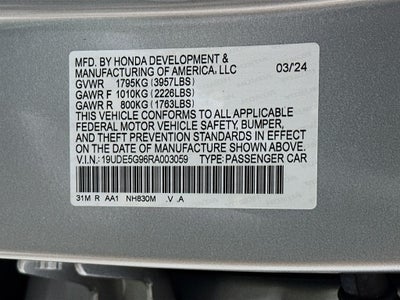 MFD. BY HONDA DEVELOPMENT &
MANUFACTURING OF AMERICA, LLC 03/24
GVWR 1795KG (3957LBS)
GAWR F 1010KG (2226LBS)
GAWR R 800KG (1763LBS)
THIS VEHICLE CONFORMS TO ALL APPLICABLE
FEDERAL MOTOR VEHICLE SAFETY, BUMPER,
AND THEFT PREVENTION STANDARDS IN EFFECT
ON THE DATE OF MANUFACTURE SHOWN ABOVE.
V.I.N.: 19UDE5G96RA003059 TYPE: PASSENGER CAR
31M R AA1 NH830M .V .A